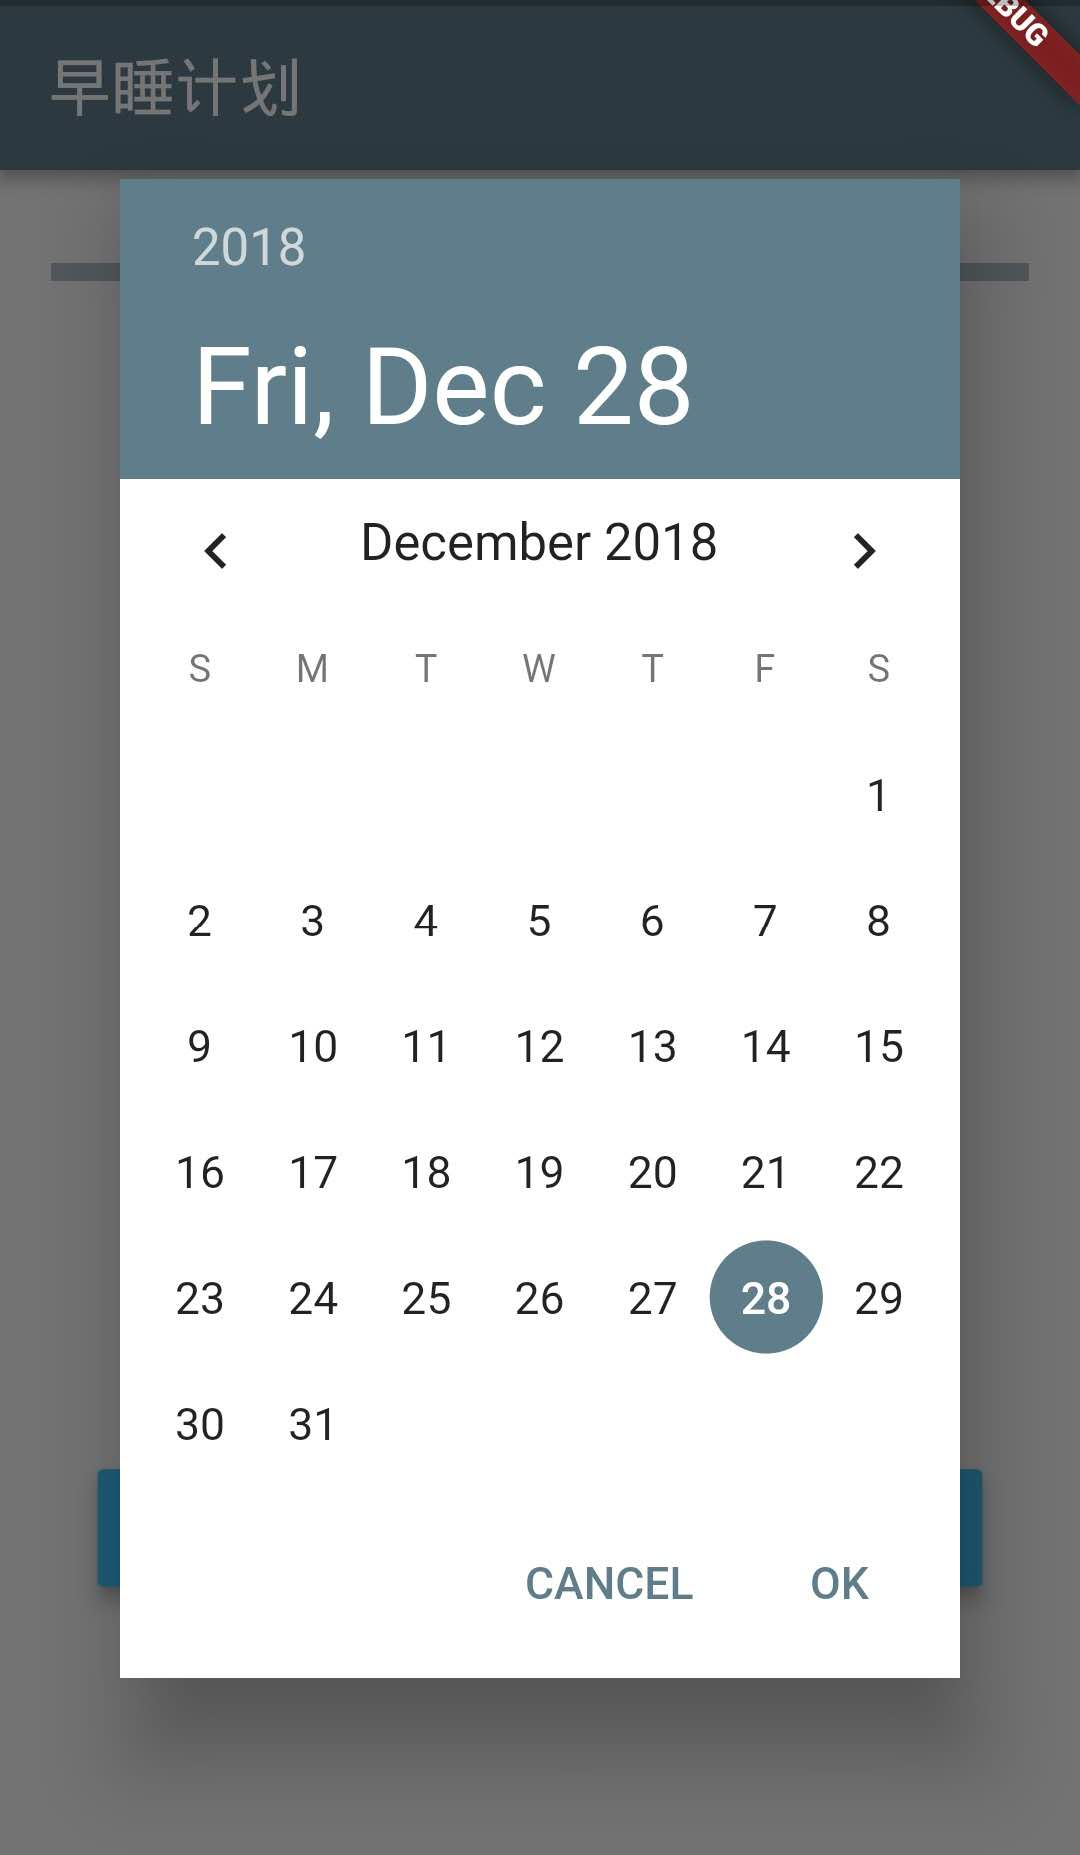 早睡计划
2018
Fri, Dec 28
December 2018
S M T W T F S
1
2 3 4 5 6 7 8
9 10 11 12 13 14 15
16 17 18 19 20 21 22
23 24 25 26 27 28 29
30 31
CANCEL OK